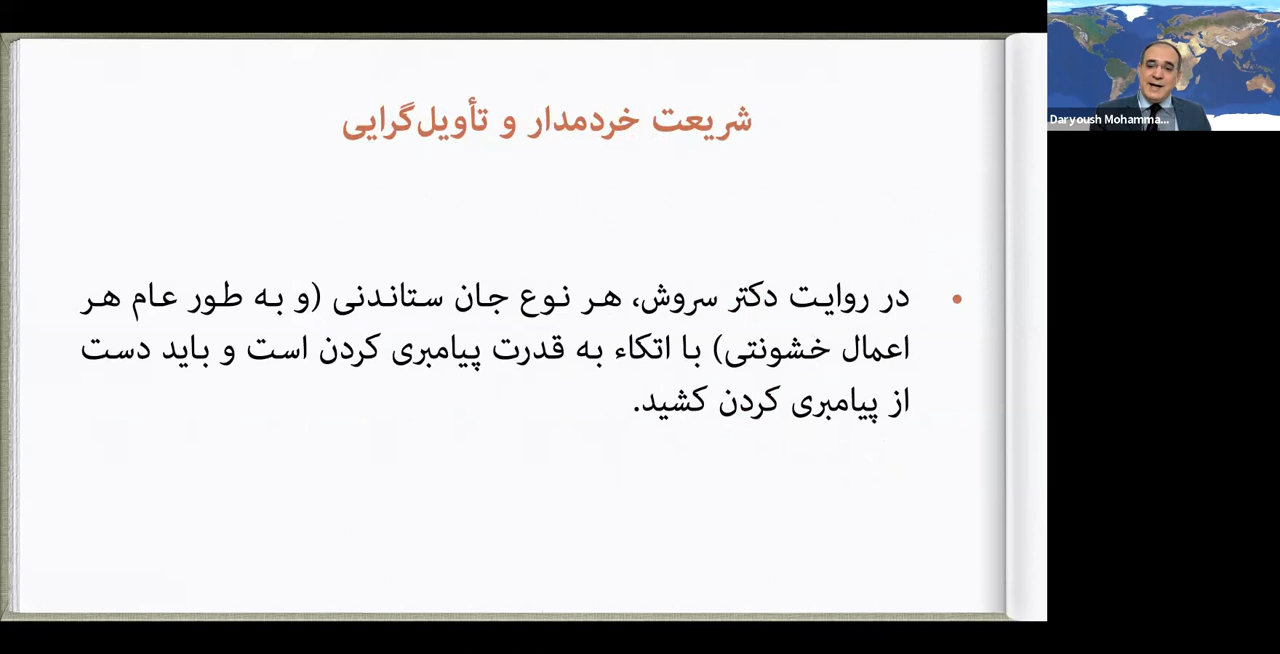 شریعت خردمدار و تأویل‌گرایی
• در روایت دکتر سروش، هر نوع جان ستاندنی (و به طور عام هر
اعمال خشونتی) با اتکاء به قدرت پیامبری کردن است و باید دست
از پیامبری کردن کشید.
Daryoush Mohamma...